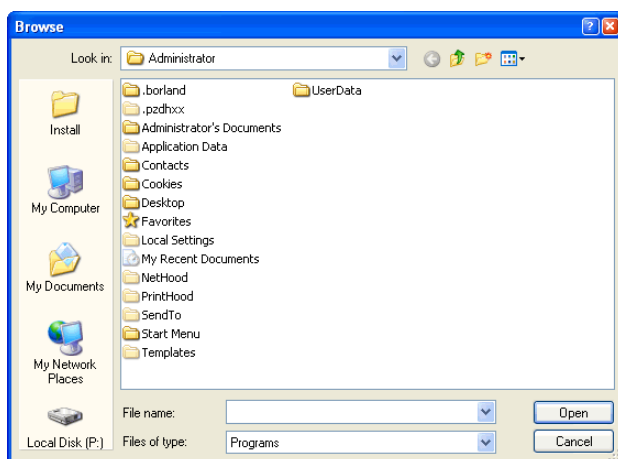 Browse
Look in: Administrator
Install
My Computer
My Documents
My Network
Places
Local Disk (P:)
.borland
.pzdhxx
Administrator's Documents
Application Data
Contacts
Cookies
Desktop
Favorites
Local Settings
My Recent Documents
NetHood
PrintHood
SendTo
Start Menu
Templates
UserData
File name:
Open
Files of type: Programs
Cancel